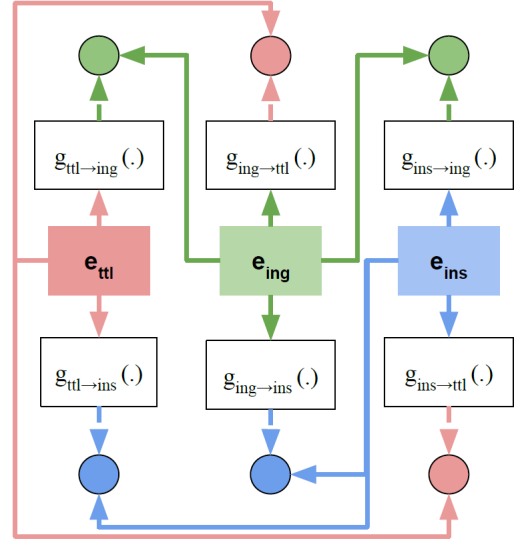 g_ttl→ing(.)
g_ing→ttl(.)
g_ins→ing(.)
e_ttl
e_ing
e_ins
g_ttl→ins(.)
g_ing→ins(.)
g_ins→ttl(.)